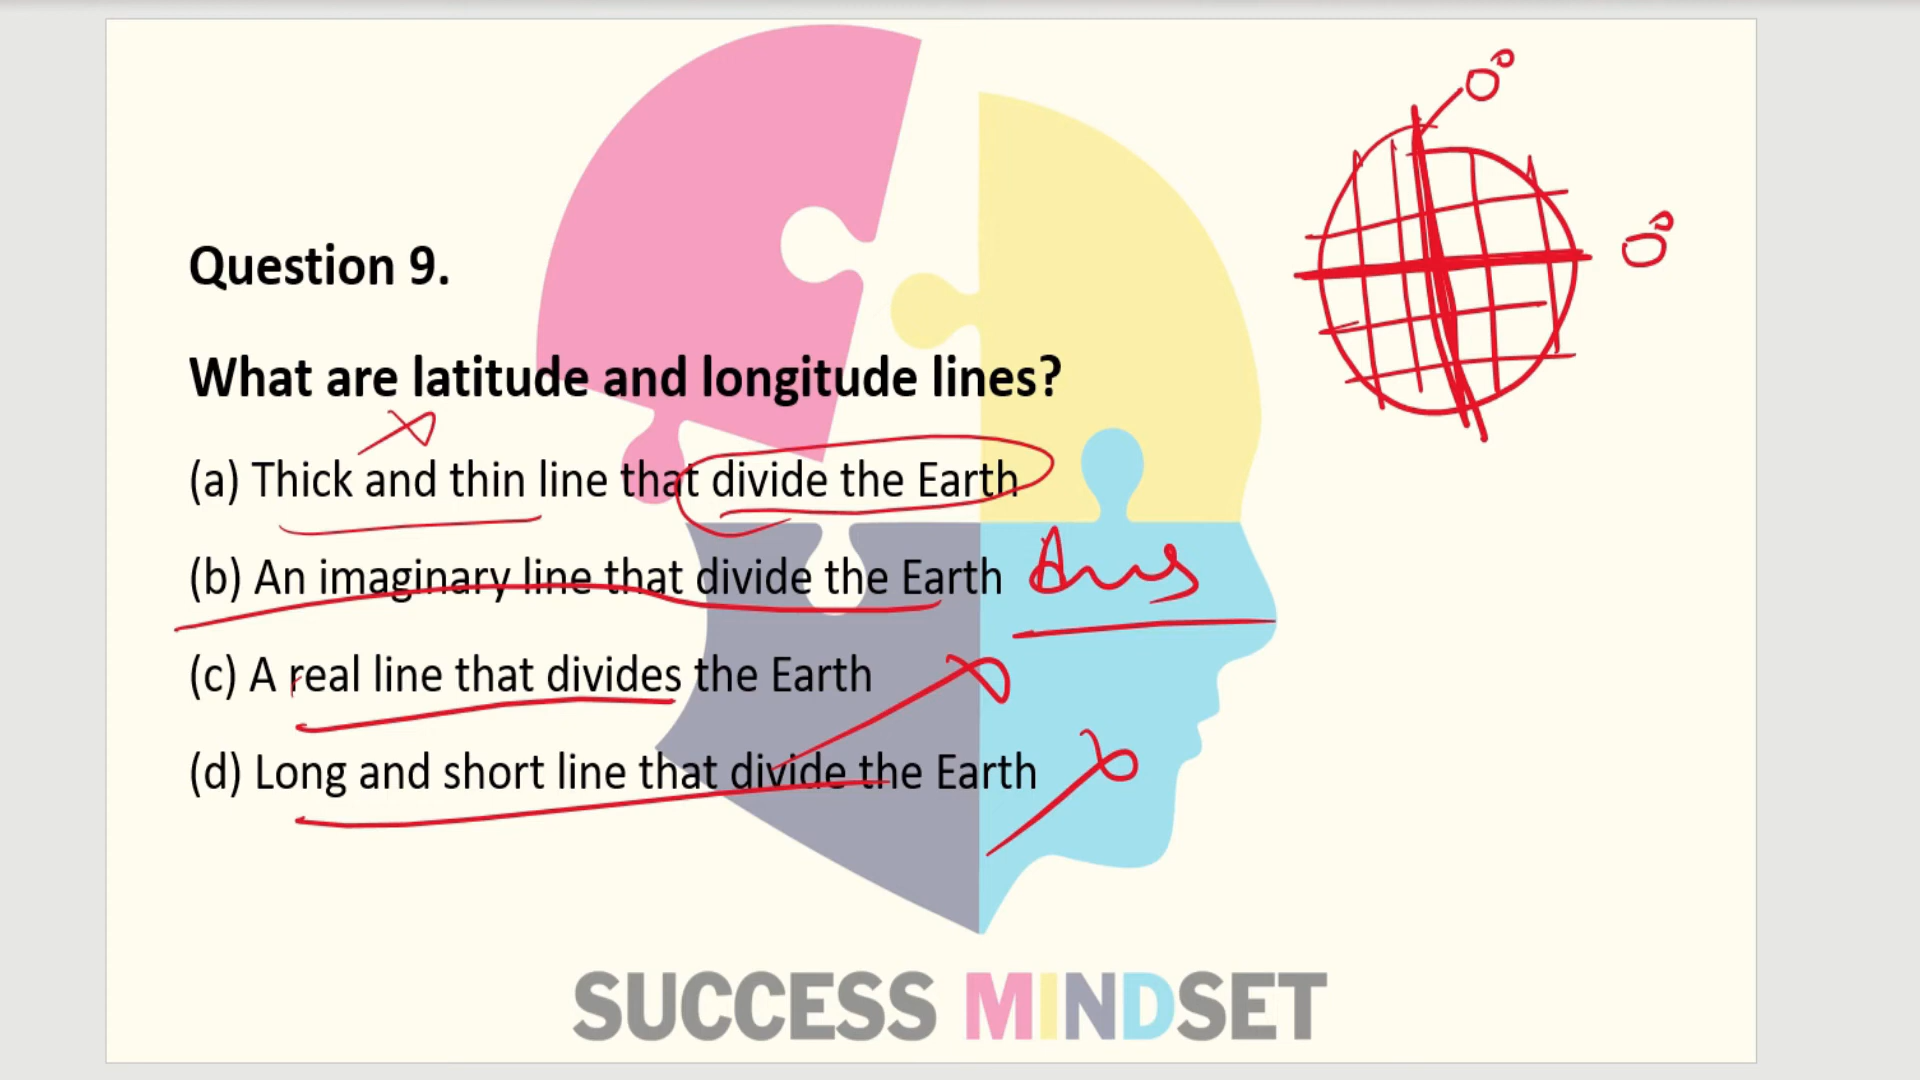 0°
0°
Question 9.
What are latitude and longitude lines?
(a) Thick and thin line that divide the Earth
(b) An imaginary line that divide the Earth Ans
(c) A real line that divides the Earth
(d) Long and short line that divide the Earth
SUCCESS MINDSET